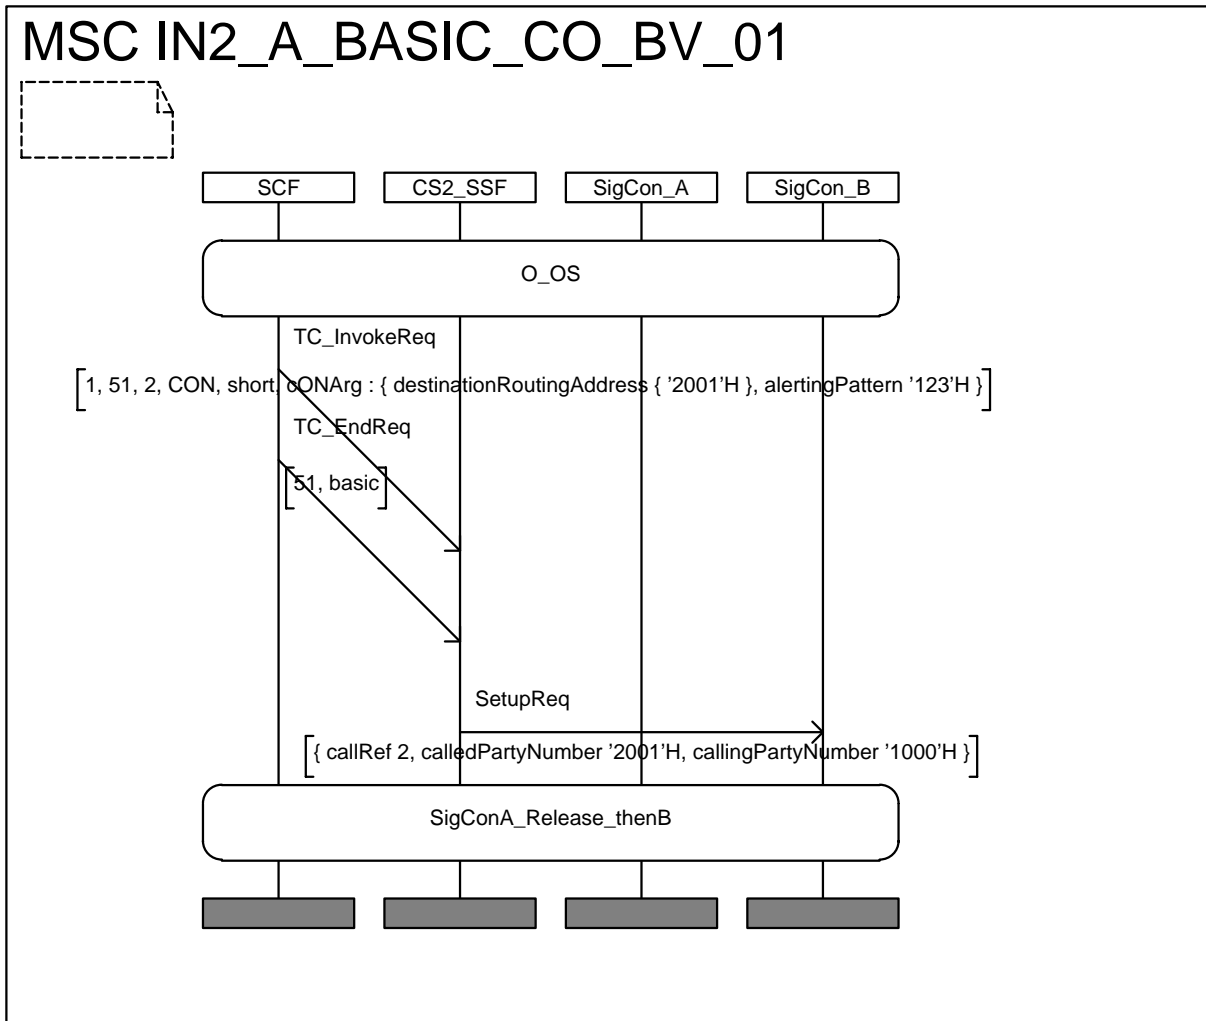 MSC IN2_A_BASIC_CO_BV_01
SCF CS2_SSF SigCon_A SigCon_B
O_OS
TC_InvokeReq
1, 51, 2, CON, short, cONArg : { destinationRoutingAddress { '2001'H }, alertingPattern '123'H }
TC_EndReq
51, basic
SetupReq
{ callRef 2, calledPartyNumber '2001'H, callingPartyNumber '1000'H }
SigConA_Release_thenB